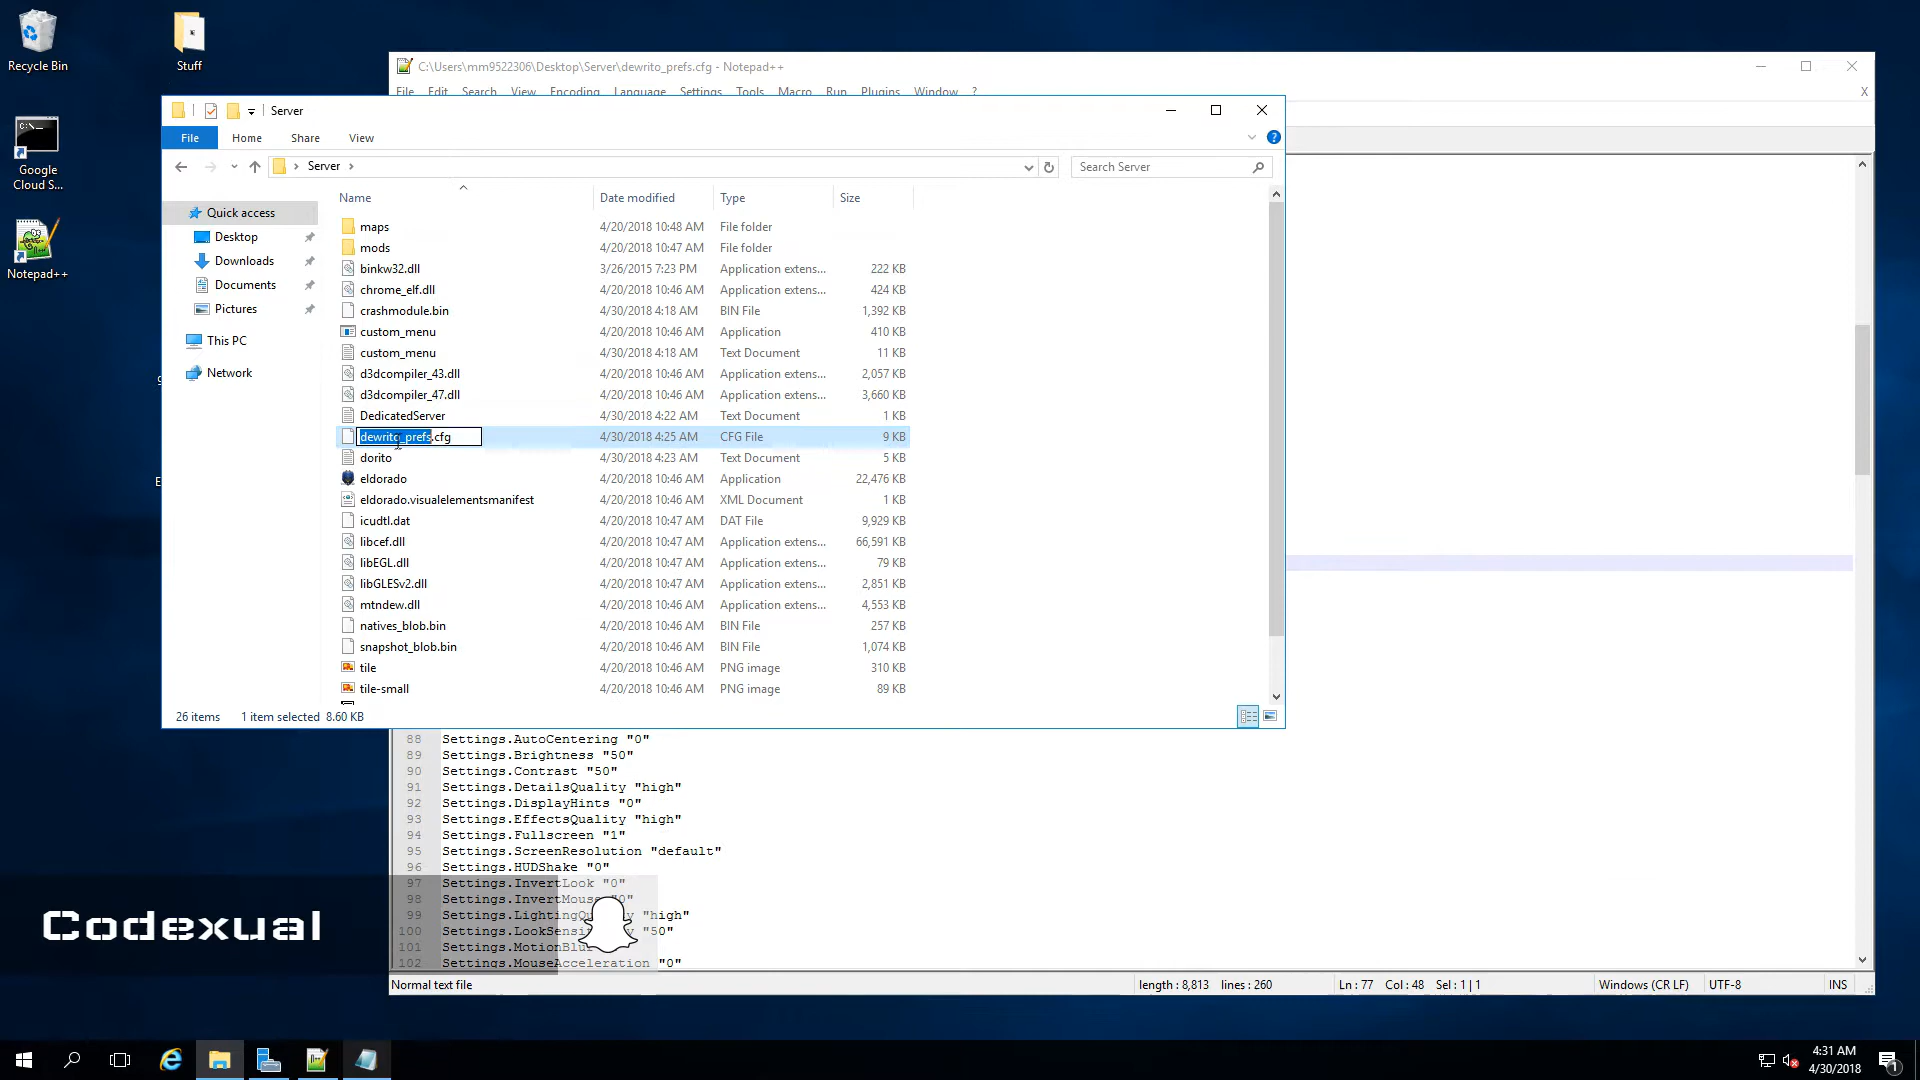 Recycle Bin
Stuff
Google
Cloud S...
Notepad++
C:\Users\mm9522306\Desktop\Server\dewrito_prefs.cfg - Notepad++
File Edit Search View Encoding Language Settings Tools Macro Run Plugins Window ?
X
Server
File Home Share View
Server
Search Server
Quick access
Desktop
Downloads
Documents
Pictures
This PC
Network
Name Date modified Type Size
maps 4/20/2018 10:48 AM File folder
mods 4/20/2018 10:47 AM File folder
binkw32.dll 3/26/2015 7:23 PM Application extens... 222 KB
chrome_elf.dll 4/20/2018 10:46 AM Application extens... 424 KB
crashmodule.bin 4/30/2018 4:18 AM BIN File 1,392 KB
custom_menu 4/20/2018 10:46 AM Application 410 KB
custom_menu 4/30/2018 4:18 AM Text Document 11 KB
d3dcompiler_43.dll 4/20/2018 10:46 AM Application extens... 2,057 KB
d3dcompiler_47.dll 4/20/2018 10:46 AM Application extens... 3,660 KB
DedicatedServer 4/30/2018 4:22 AM Text Document 1 KB
dewrito_prefs.cfg 4/30/2018 4:25 AM CFG File 9 KB
dorito 4/30/2018 4:23 AM Text Document 5 KB
eldorado 4/20/2018 10:46 AM Application 22,476 KB
eldorado.visualelementsmanifest 4/20/2018 10:46 AM XML Document 1 KB
icudtl.dat 4/20/2018 10:47 AM DAT File 9,929 KB
libcef.dll 4/20/2018 10:47 AM Application extens... 66,591 KB
libEGL.dll 4/20/2018 10:47 AM Application extens... 79 KB
libGLESv2.dll 4/20/2018 10:47 AM Application extens... 2,851 KB
mtndew.dll 4/20/2018 10:46 AM Application extens... 4,553 KB
natives_blob.bin 4/20/2018 10:46 AM BIN File 257 KB
snapshot_blob.bin 4/20/2018 10:46 AM BIN File 1,074 KB
tile 4/20/2018 10:46 AM PNG image 310 KB
tile-small 4/20/2018 10:46 AM PNG image 89 KB
26 items 1 item selected 8.60 KB
88 Settings.AutoCentering "0"
89 Settings.Brightness "50"
90 Settings.Contrast "50"
91 Settings.DetailsQuality "high"
92 Settings.DisplayHints "0"
93 Settings.EffectsQuality "high"
94 Settings.Fullscreen "1"
95 Settings.ScreenResolution "default"
96 Settings.HUDShake "0"
97 Settings.InvertLook "0"
98 Settings.InvertMouse "0"
99 Settings.LightingQu y "high"
100 Settings.LookSensi y "50"
101 Settings.MotionBlur
102 Settings.MouseAcceleration "0"
Codexual
Normal text file length : 8,813 lines : 260 Ln : 77 Col : 48 Sel : 1 | 1 Windows (CR LF) UTF-8 INS
4:31 AM
4/30/2018
1